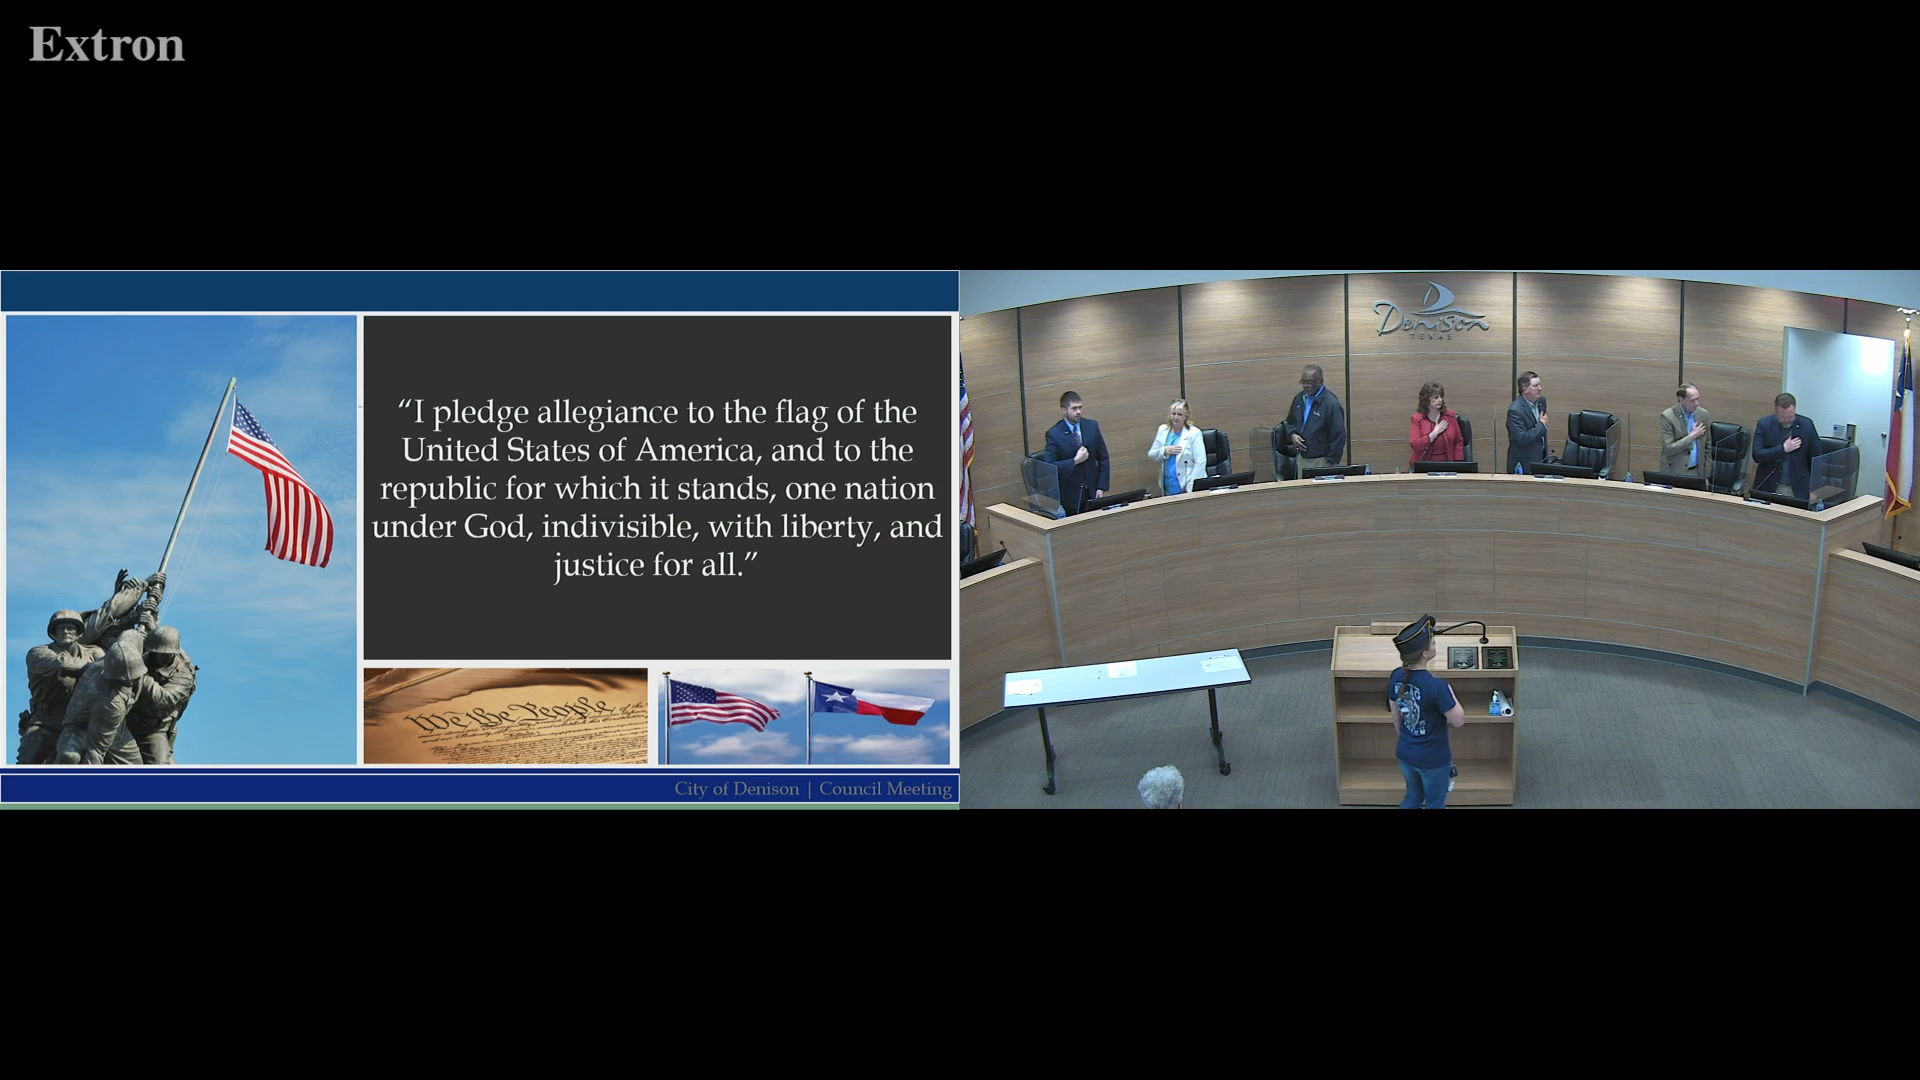 Extron
“I pledge allegiance to the flag of the
United States of America, and to the
republic for which it stands, one nation
under God, indivisible, with liberty, and
justice for all.”
We the People
City of Denison | Council Meeting
Denison
TEXAS